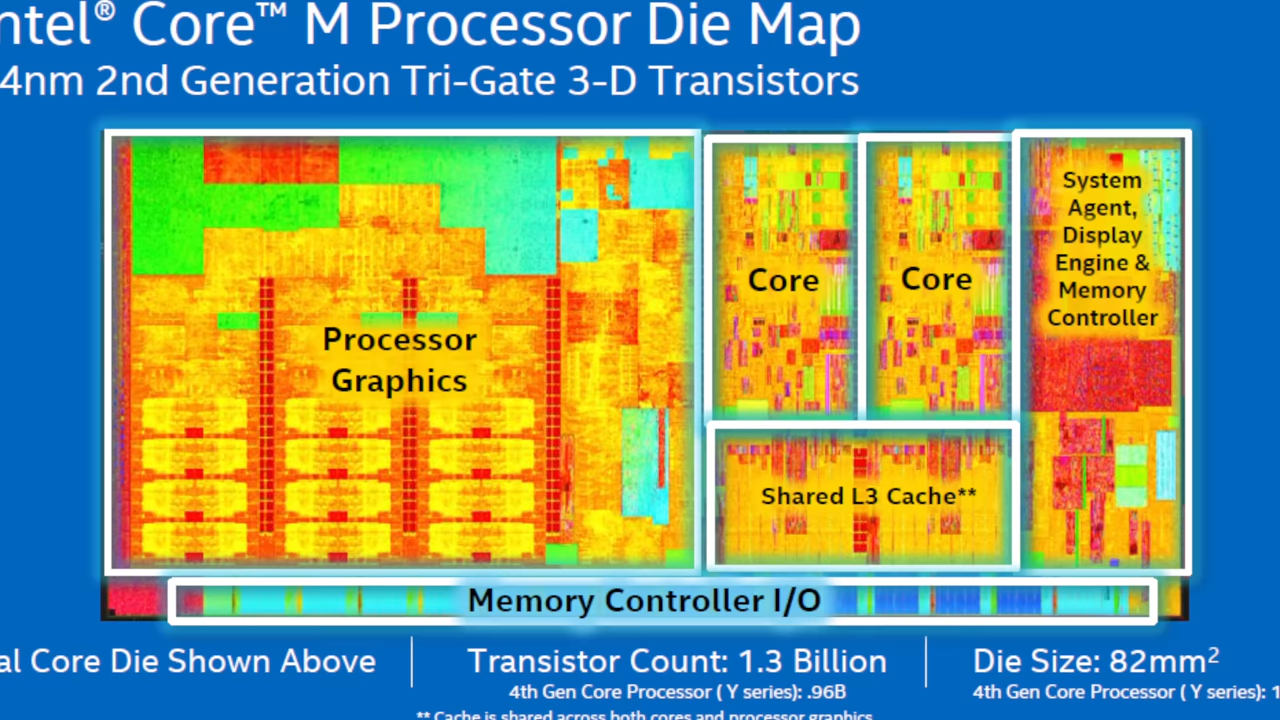 ntel® Core™ M Processor Die Map
4nm 2nd Generation Tri-Gate 3-D Transistors
Processor
Graphics
Core
Core
System
Agent,
Display
Engine &
Memory
Controller
Shared L3 Cache**
Memory Controller I/O
al Core Die Shown Above
Transistor Count: 1.3 Billion
4th Gen Core Processor ( Y series): .96B
Die Size: 82mm²
4th Gen Core Processor ( Y series): 1
** Cache is shared across both cores and processor graphics